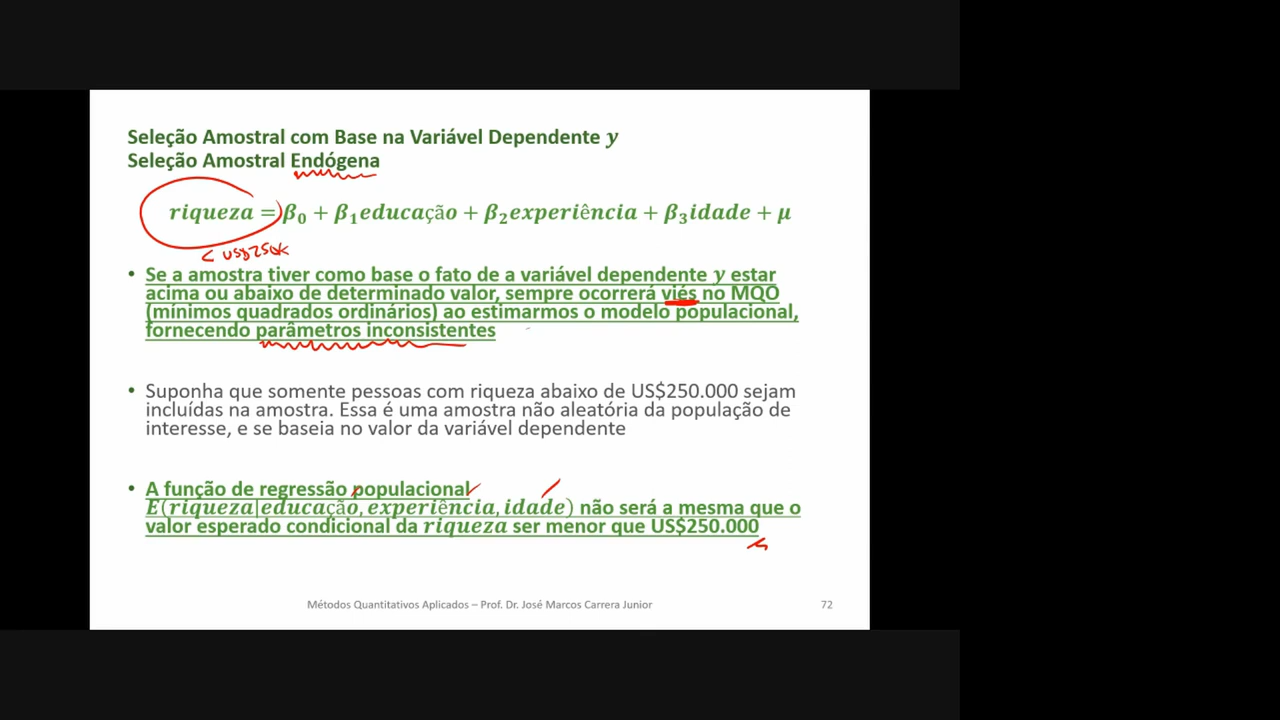 Seleção Amostral com Base na Variável Dependente y
Seleção Amostral Endógena
riqueza = β₀ + β₁educação + β₂experiência + β₃idade + μ
< US$250K
• Se a amostra tiver como base o fato de a variável dependente y estar
acima ou abaixo de determinado valor, sempre ocorrerá viés no MQO
(mínimos quadrados ordinários) ao estimarmos o modelo populacional,
fornecendo parâmetros inconsistentes
• Suponha que somente pessoas com riqueza abaixo de US$250.000 sejam
incluídas na amostra. Essa é uma amostra não aleatória da população de
interesse, e se baseia no valor da variável dependente
• A função de regressão populacional
E(riqueza|educação, experiência, idade) não será a mesma que o
valor esperado condicional da riqueza ser menor que US$250.000
Métodos Quantitativos Aplicados – Prof. Dr. José Marcos Carrera Junior
72